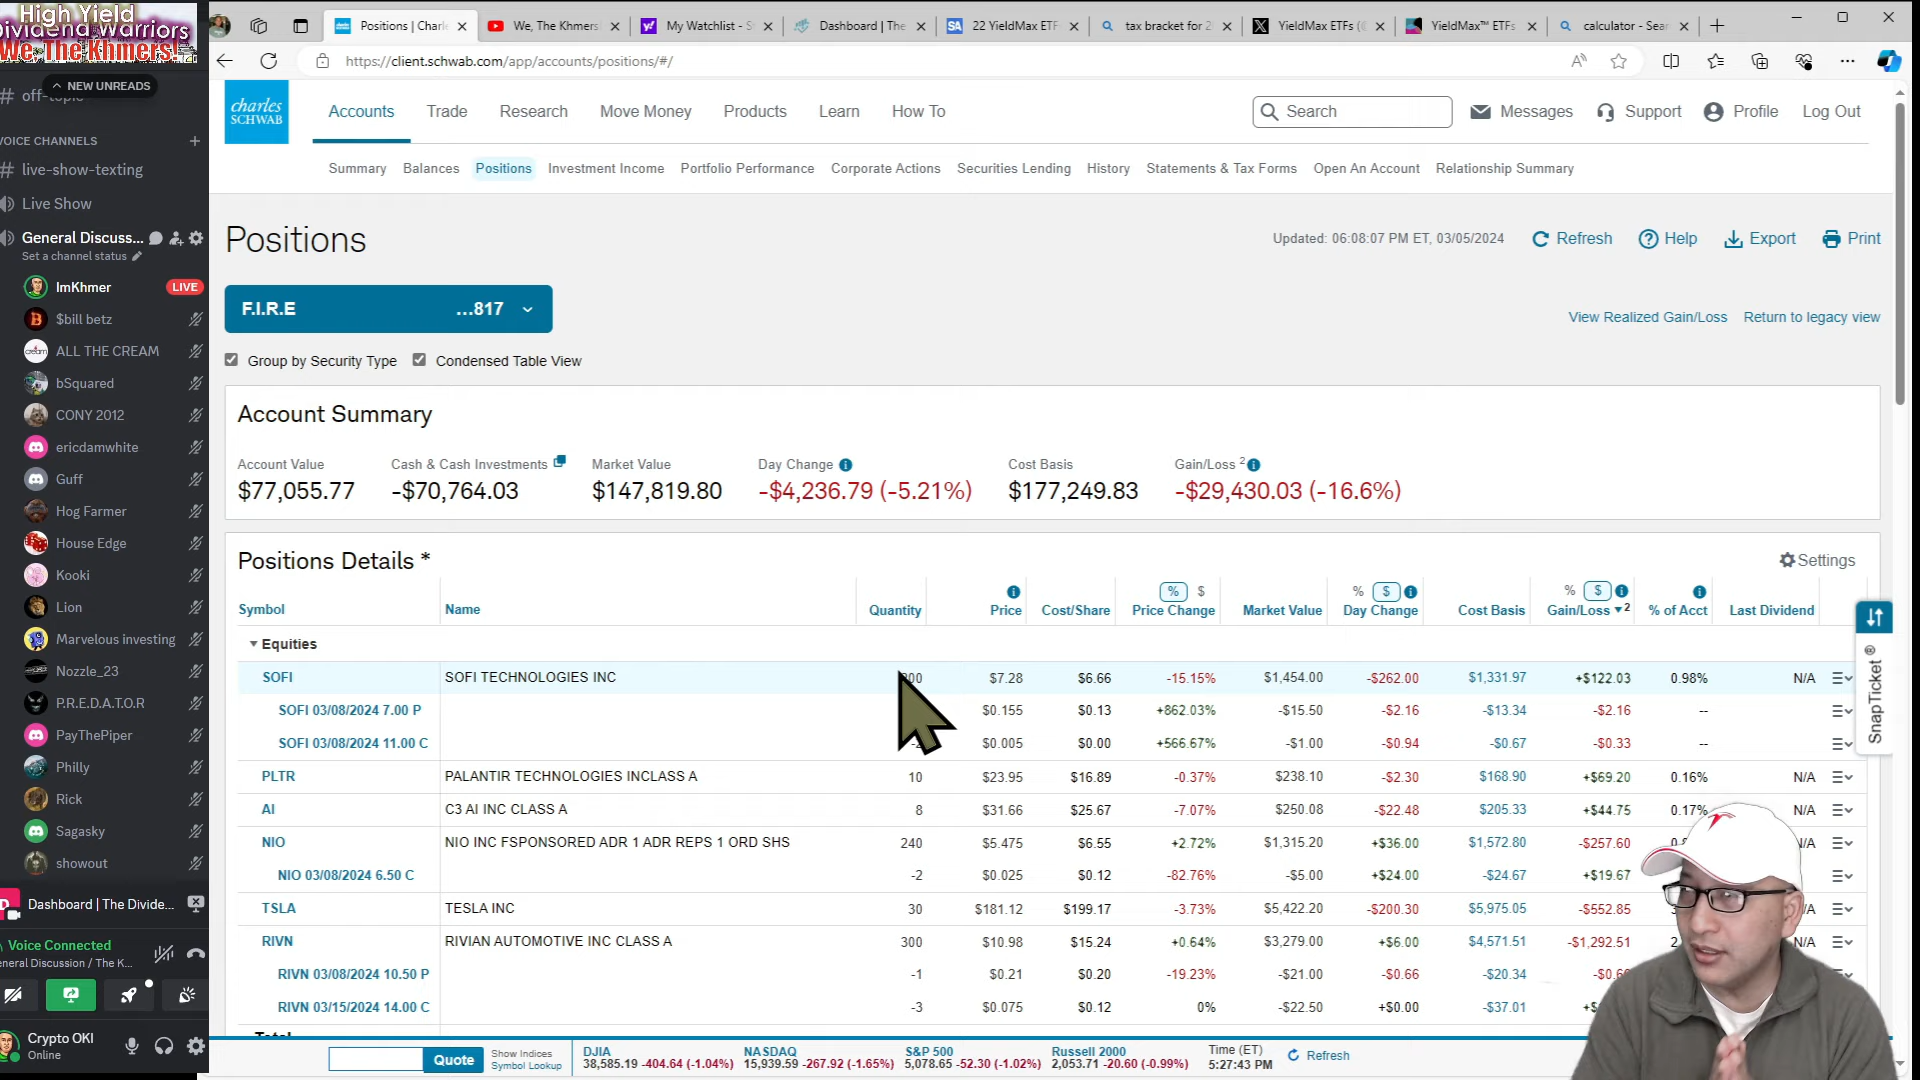 High Yield
Dividend Warriors
We The Khmers!
NEW UNREADS
# off-topic
VOICE CHANNELS
# live-show-texting
Live Show
General Discuss...
Set a channel status
ImKhmer LIVE
$bill betz
ALL THE CREAM
bSquared
CONY 2012
ericdamwhite
Guff
Hog Farmer
House Edge
Kooki
Lion
Marvelous investing
Nozzle_23
P.R.E.D.A.T.O.R
PayThePiper
Philly
Rick
Sagasky
showout
Dashboard | The Divide...
Voice Connected
General Discussion / The K...
Crypto OKI
Online
Positions | Charle
We, The Khmers
My Watchlist - S
Dashboard | The
22 YieldMax ETF
tax bracket for 2
YieldMax ETFs (
YieldMax™ ETFs
calculator - Sear
https://client.schwab.com/app/accounts/positions/#/
charles
SCHWAB
Accounts Trade Research Move Money Products Learn How To
Search
Messages Support Profile Log Out
Summary Balances Positions Investment Income Portfolio Performance Corporate Actions Securities Lending History Statements & Tax Forms Open An Account Relationship Summary
Positions
Updated: 06:08:07 PM ET, 03/05/2024 Refresh Help Export Print
F.I.R.E ...817
View Realized Gain/Loss Return to legacy view
Group by Security Type Condensed Table View
Account Summary
Account Value Cash & Cash Investments Market Value Day Change Cost Basis Gain/Loss 2
$77,055.77 -$70,764.03 $147,819.80 -$4,236.79 (-5.21%) $177,249.83 -$29,430.03 (-16.6%)
Positions Details *
Settings
% $ % $ % $
Symbol Name Quantity Price Cost/Share Price Change Market Value Day Change Cost Basis Gain/Loss 2 % of Acct Last Dividend
Equities
SOFI SOFI TECHNOLOGIES INC $7.28 $6.66 -15.15% $1,454.00 -$262.00 $1,331.97 +$122.03 0.98% N/A
SOFI 03/08/2024 7.00 P $0.155 $0.13 +862.03% -$15.50 -$2.16 -$13.34 -$2.16 --
SOFI 03/08/2024 11.00 C $0.005 $0.00 +566.67% -$1.00 -$0.94 -$0.67 -$0.33 --
PLTR PALANTIR TECHNOLOGIES INCLASS A 10 $23.95 $16.89 -0.37% $238.10 -$2.30 $168.90 +$69.20 0.16% N/A
AI C3 AI INC CLASS A 8 $31.66 $25.67 -7.07% $250.08 -$22.48 $205.33 +$44.75 0.17% N/A
NIO NIO INC FSPONSORED ADR 1 ADR REPS 1 ORD SHS 240 $5.475 $6.55 +2.72% $1,315.20 +$36.00 $1,572.80 -$257.60
NIO 03/08/2024 6.50 C -2 $0.025 $0.12 -82.76% -$5.00 +$24.00 -$24.67 +$19.67
TSLA TESLA INC 30 $181.12 $199.17 -3.73% $5,422.20 -$200.30 $5,975.05 -$552.85
RIVN RIVIAN AUTOMOTIVE INC CLASS A 300 $10.98 $15.24 +0.64% $3,279.00 +$6.00 $4,571.51 -$1,292.51 N/A
RIVN 03/08/2024 10.50 P -1 $0.21 $0.20 -19.23% -$21.00 -$0.66 -$20.34
RIVN 03/15/2024 14.00 C -3 $0.075 $0.12 0% -$22.50 +$0.00 -$37.01
SnapTicket ®
Quote
Show Indices
Symbol Lookup
DJIA
38,585.19 -404.64 (-1.04%)
NASDAQ
15,939.59 -267.92 (-1.65%)
S&P 500
5,078.65 -52.30 (-1.02%)
Russell 2000
2,053.71 -20.60 (-0.99%)
Time (ET)
5:27:43 PM
Refresh